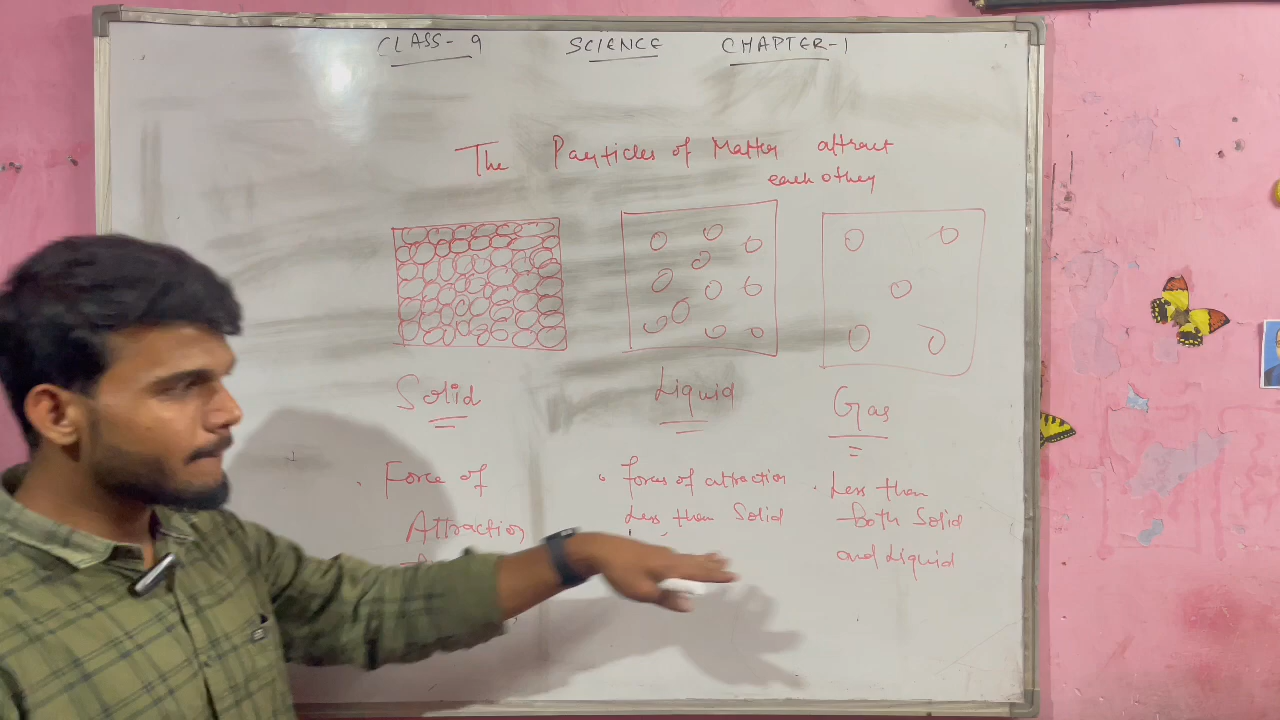 CLASS-9 SCIENCE CHAPTER-1
The Particles of Matter attract
each other
Solid
Liquid
Gas
Force of
Attraction
forces of attraction
Less then Solid
Less than
Both Solid
and Liquid